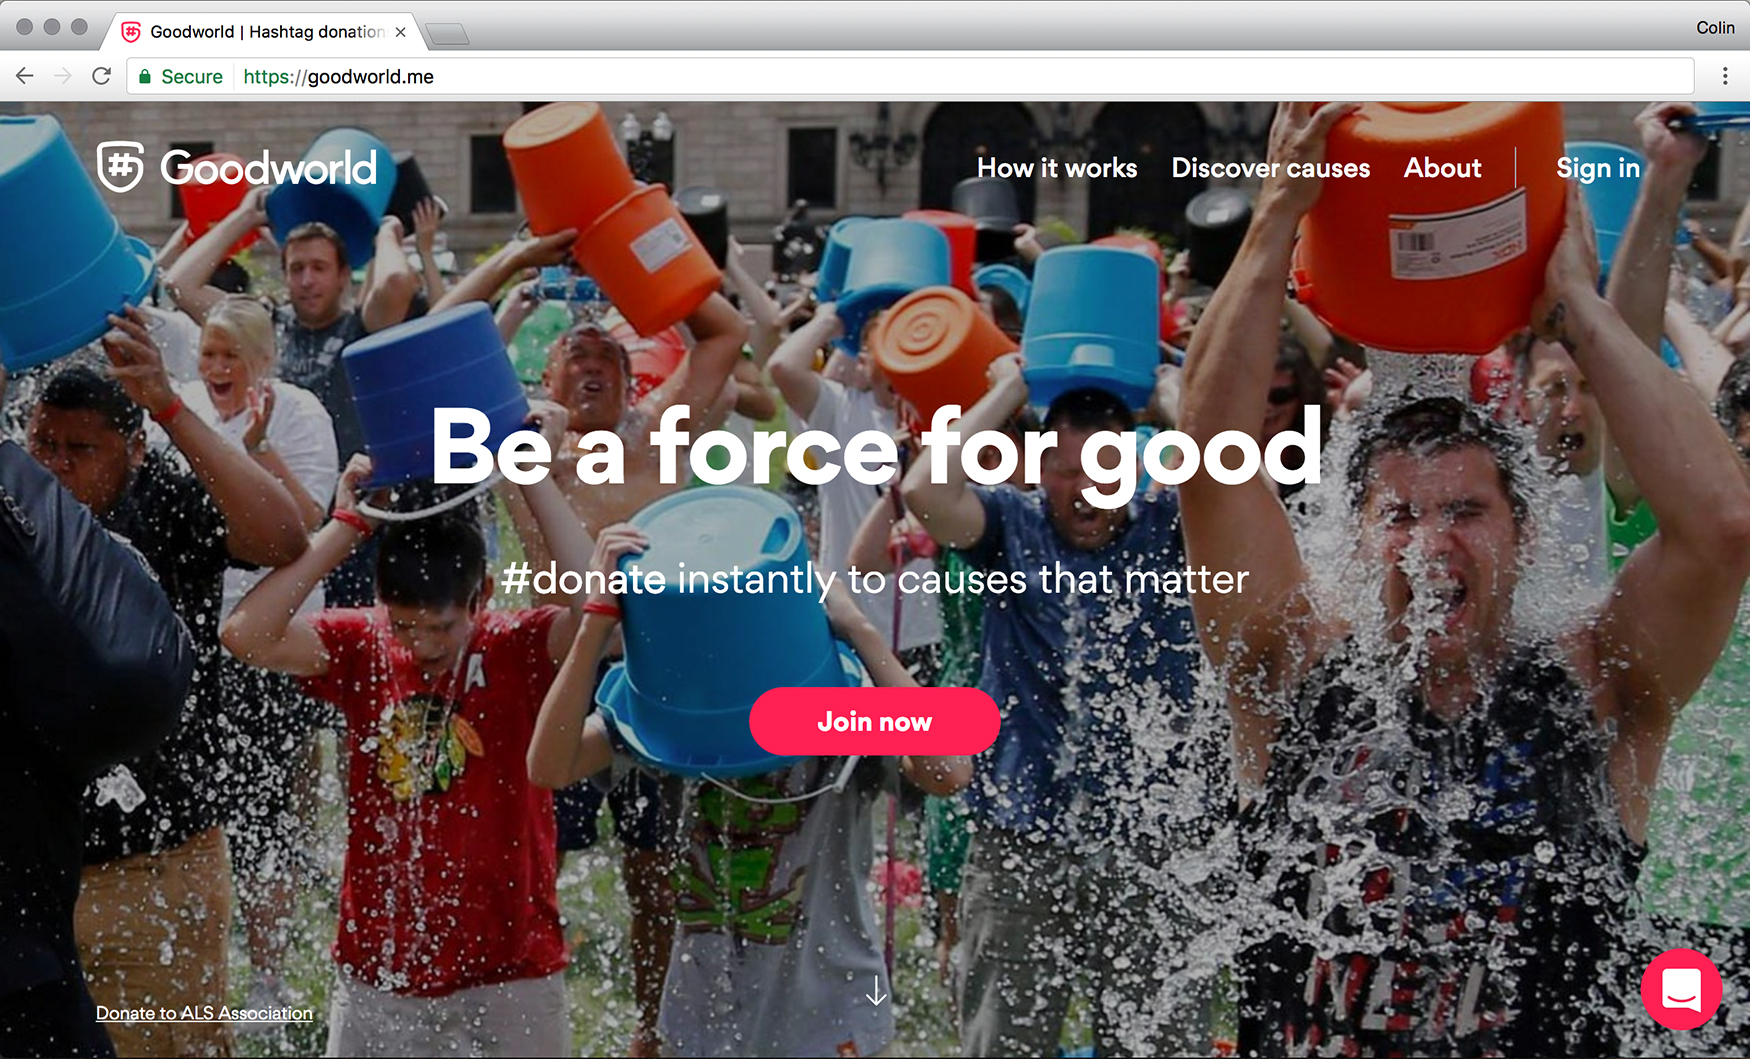 Goodworld | Hashtag donation
Colin
Secure
https://goodworld.me
# Goodworld
How it works
Discover causes
About
Sign in
Be a force for good
#donate instantly to causes that matter
Join now
Donate to ALS Association